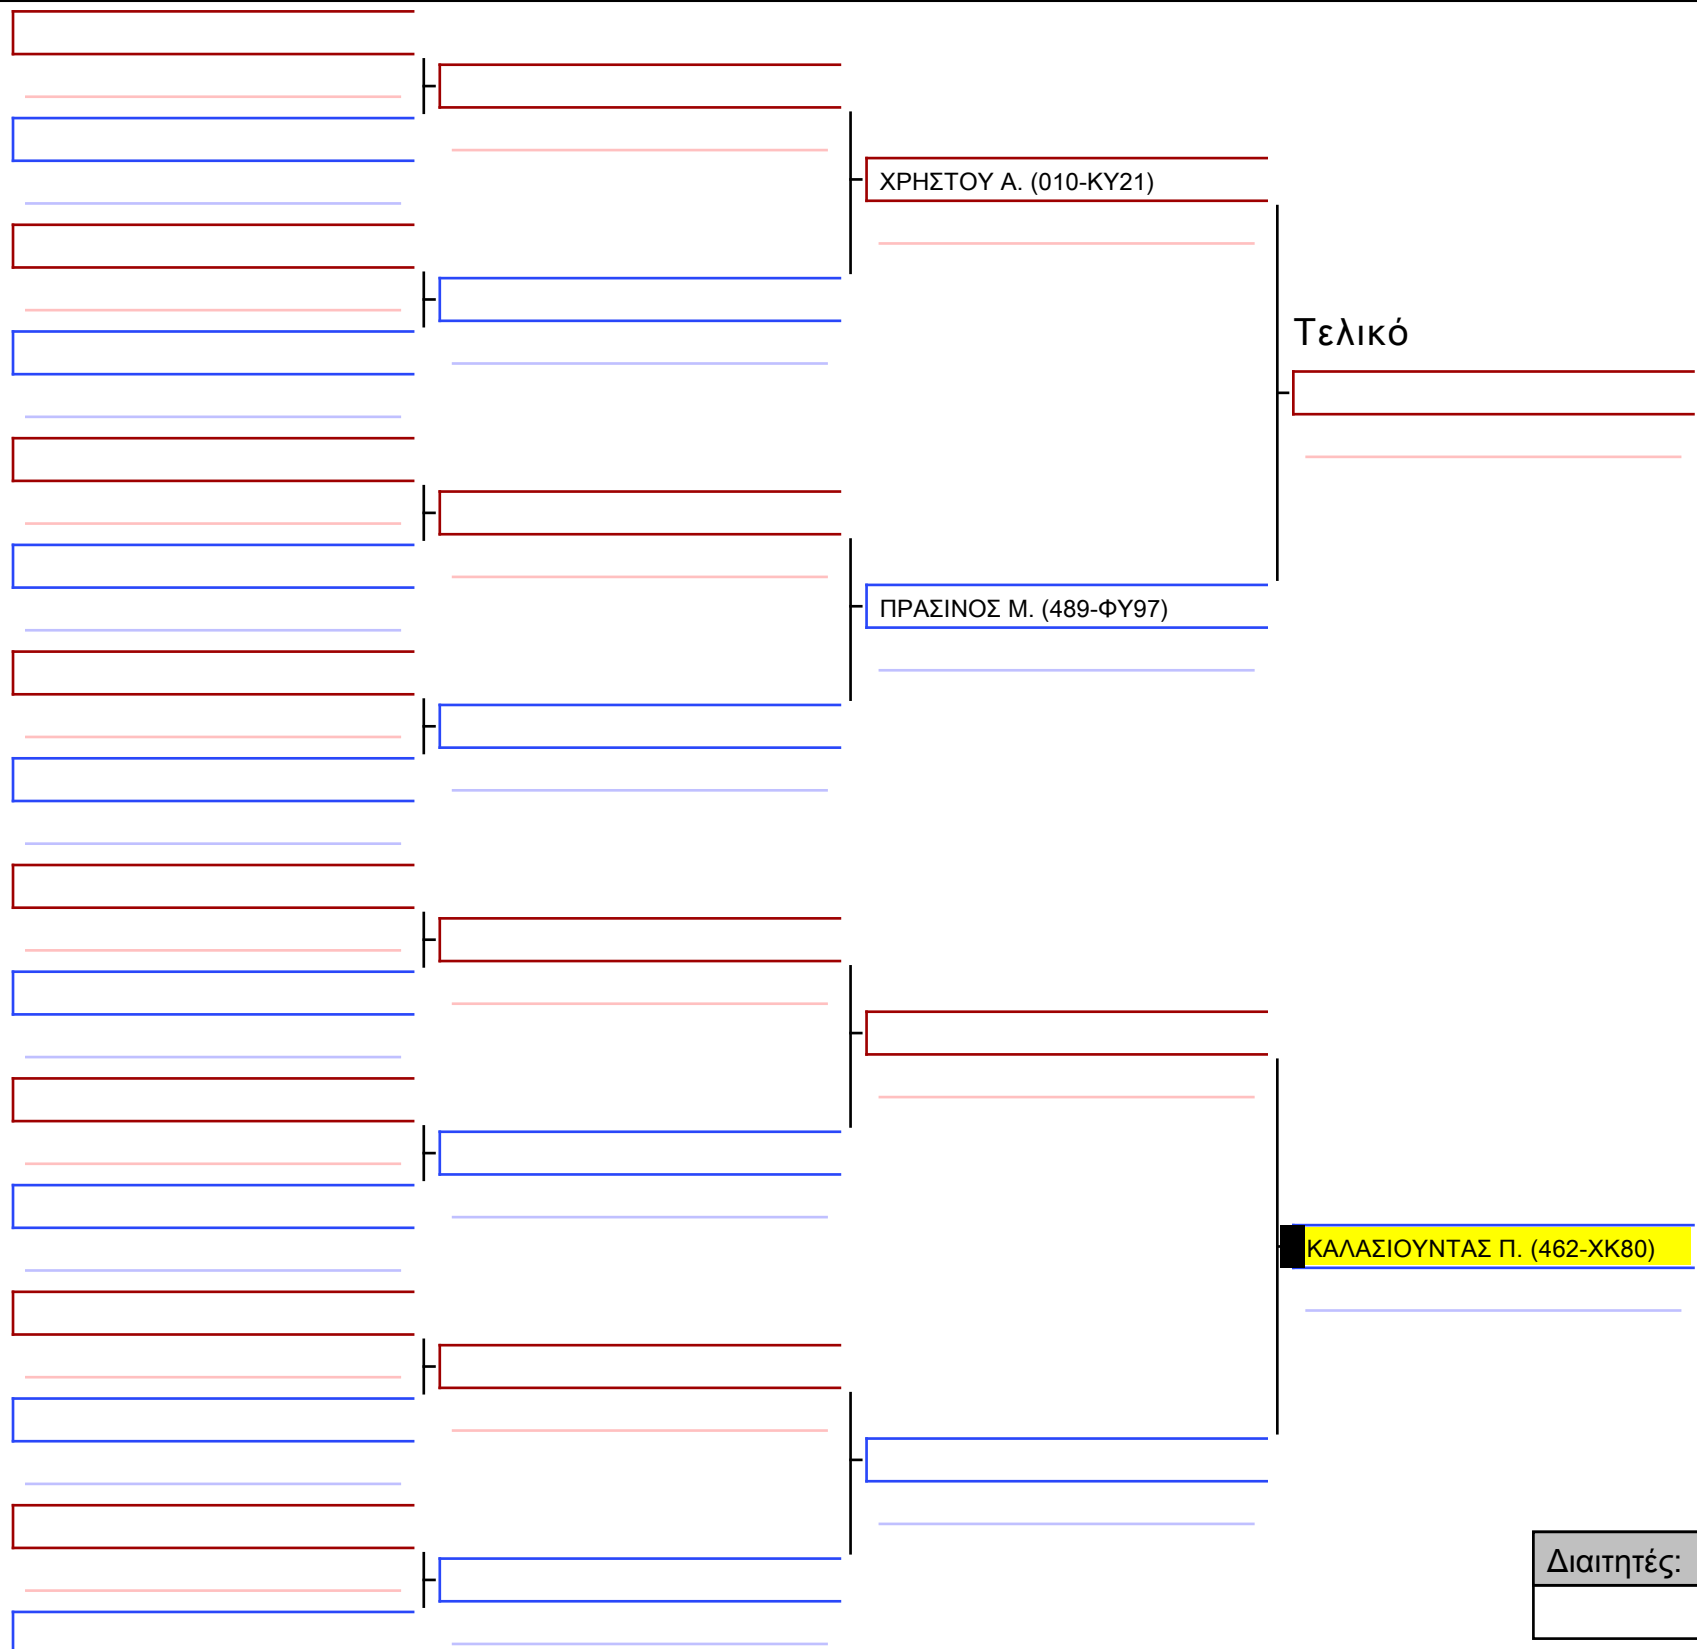 ΧΡΗΣΤΟΥ Α. (010-ΚΥ21)
Τελικό
ΠΡΑΣΙΝΟΣ Μ. (489-ΦΥ97)
ΚΑΛΑΣΙΟΥΝΤΑΣ Π. (462-ΧΚ80)
Διαιτητές: